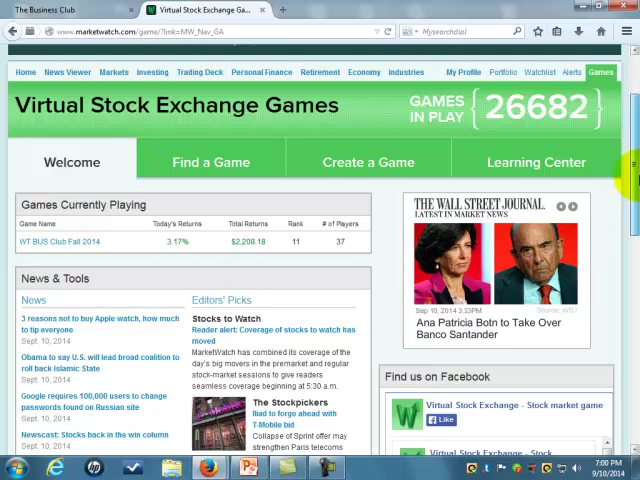 The Business Club
Virtual Stock Exchange Ga...
www.marketwatch.com/game/?link=MW_Nav_GA
Mysearchdial
Home News Viewer Markets Investing Trading Deck Personal Finance Retirement Economy Industries My Profile Portfolio Watchlist Alerts Games
Virtual Stock Exchange Games
GAMES
IN PLAY
26682
Welcome Find a Game Create a Game Learning Center
Games Currently Playing
Game Name Today's Returns Total Returns Rank # of Players
WT BUS Club Fall 2014 3.17% $2,208.18 11 37
THE WALL STREET JOURNAL.
LATEST IN MARKET NEWS
Sep 10, 2014 3:33PM Source: WSJ
Ana Patricia Botn to Take Over
Banco Santander
News & Tools
News
3 reasons not to buy Apple watch, how much
to tip everyone
Sept. 10, 2014
Obama to say U.S. will lead broad coalition to
roll back Islamic State
Sept. 10, 2014
Google requires 100,000 users to change
passwords found on Russian site
Sept. 10, 2014
Newscast: Stocks back in the win column
Sept. 10, 2014
Editors' Picks
Stocks to Watch
Reader alert: Coverage of stocks to watch has
moved
MarketWatch has combined its coverage of
the day's big movers in the premarket and regular
stock-market sessions to give readers
seamless coverage beginning at 5:30 a.m.
The Stockpickers
Iliad to forge ahead with
T-Mobile bid
Collapse of Sprint offer may
strengthen Paris telecoms
Find us on Facebook
Virtual Stock Exchange - Stock market game
Like
Virtual Stock Exchange - Stock
7:00 PM
9/10/2014